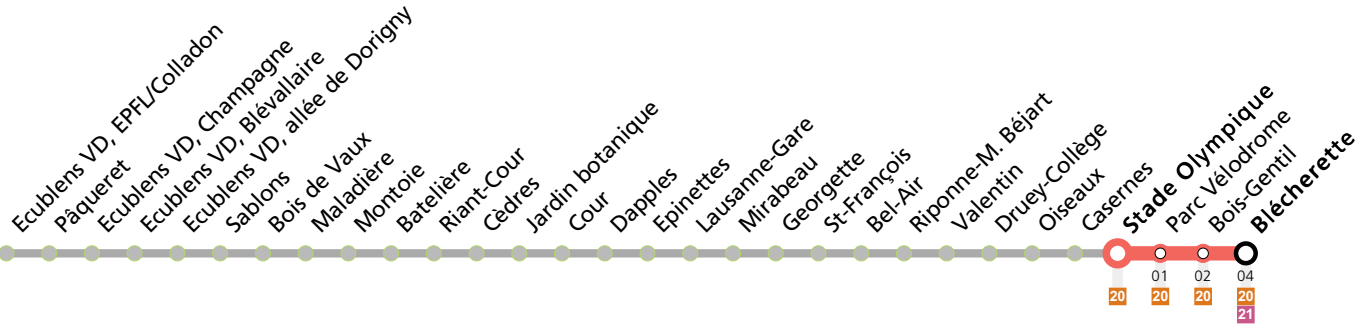 Ecublens VD, EPFL/Colladon
Pâqueret
Ecublens VD, Champagne
Ecublens VD, Blévallaire
Ecublens VD, allée de Dorigny
Sablons
Bois de Vaux
Maladière
Montoie
Batelière
Riant-Cour
Cèdres
Jardin botanique
Cour
Dapples
Epinettes
Lausanne-Gare
Mirabeau
Georgette
St-François
Bel-Air
Riponne-M. Béjart
Valentin
Druey-Collège
Oiseaux
Casernes
Stade Olympique
Parc Vélodrome
Bois-Gentil
Blécherette
01 02 04
20 20 20 20
21